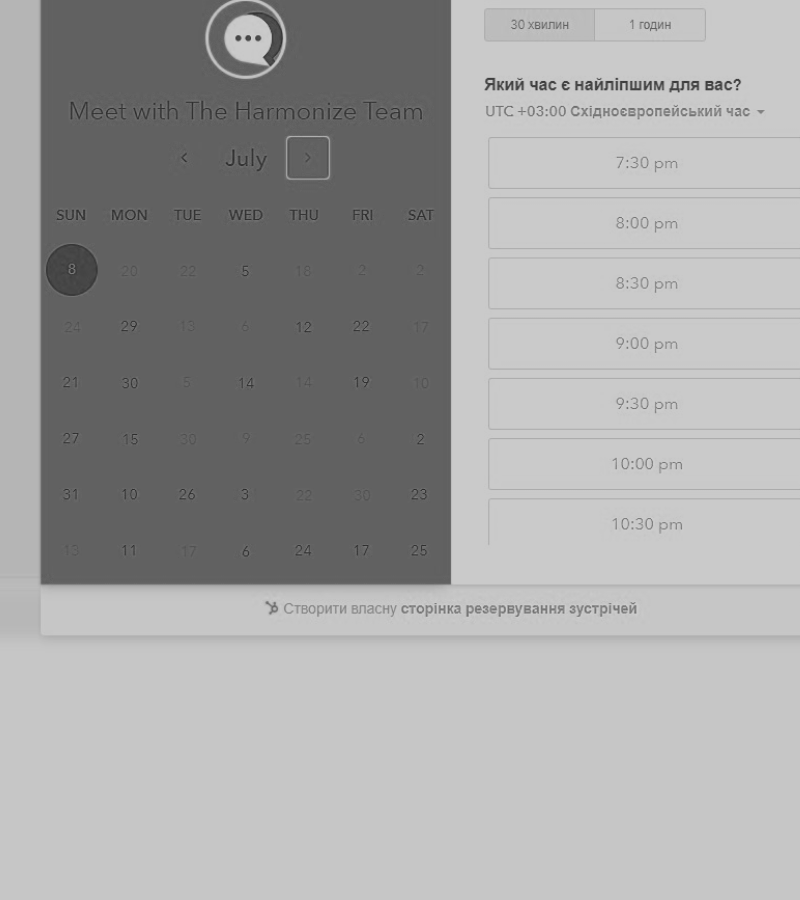 Meet with The Harmonize Team
July
SUN MON TUE WED THU FRI SAT
8 20 22 5 18 2 2
24 29 13 6 12 22 17
21 30 5 14 14 19 10
27 15 30 9 25 6 2
31 10 26 3 22 30 23
13 11 17 6 24 17 25
30 хвилин 1 годин
Який час є найліпшим для вас?
UTC +03:00 Східноєвропейський час
7:30 pm
8:00 pm
8:30 pm
9:00 pm
9:30 pm
10:00 pm
10:30 pm
Створити власну сторінка резервування зустрічей